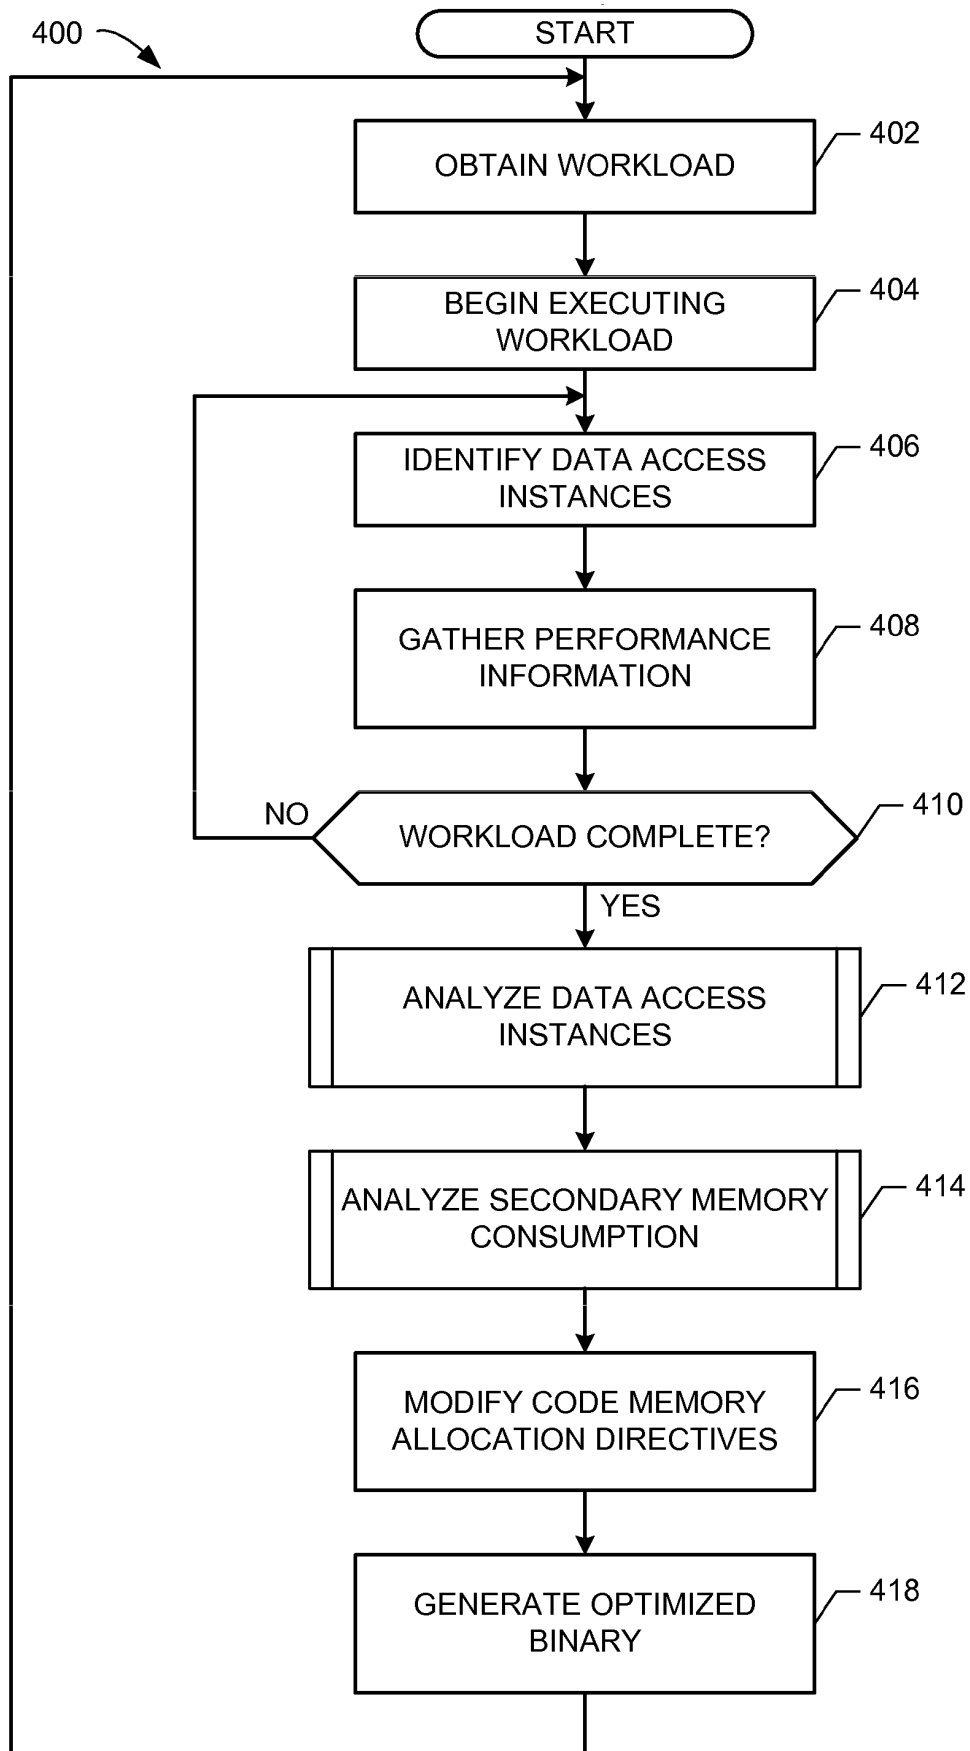 400
START
OBTAIN WORKLOAD
402
BEGIN EXECUTING
WORKLOAD
404
IDENTIFY DATA ACCESS
INSTANCES
406
GATHER PERFORMANCE
INFORMATION
408
NO
WORKLOAD COMPLETE?
410
YES
ANALYZE DATA ACCESS
INSTANCES
412
ANALYZE SECONDARY MEMORY
CONSUMPTION
414
MODIFY CODE MEMORY
ALLOCATION DIRECTIVES
416
GENERATE OPTIMIZED
BINARY
418